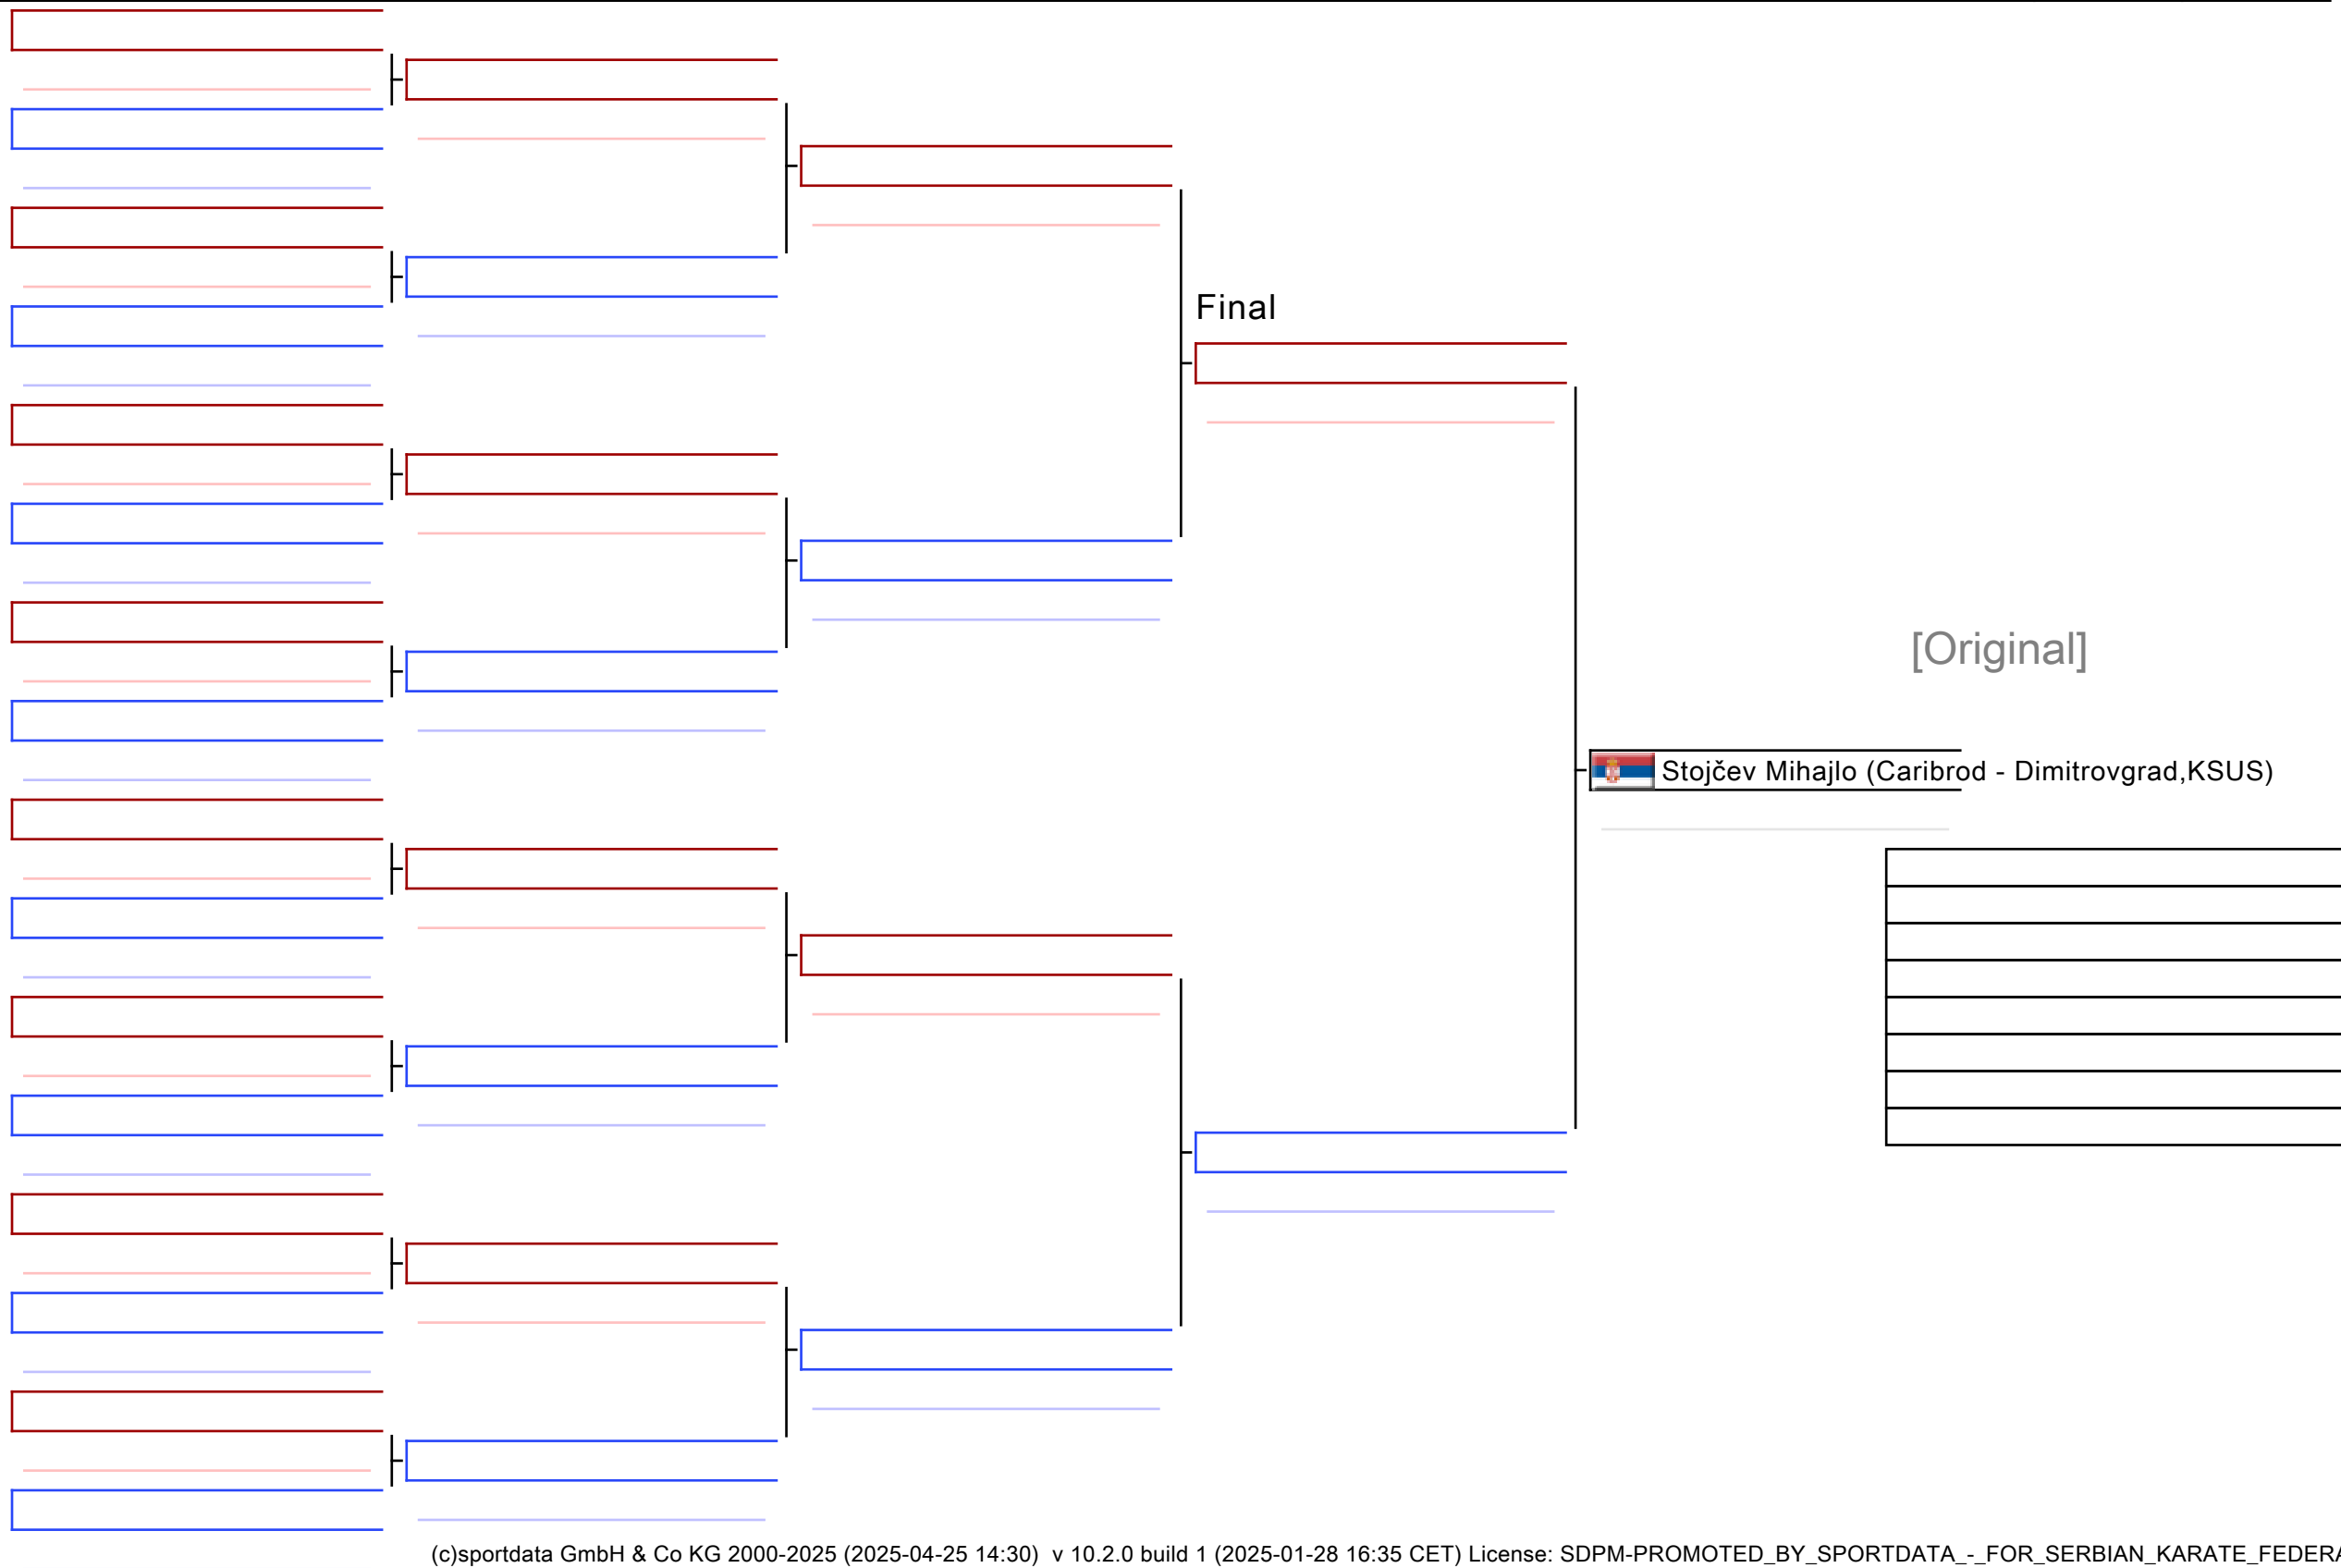 Final
[Original]
Stojčev Mihajlo (Caribrod - Dimitrovgrad,KSUS)
(c)sportdata GmbH & Co KG 2000-2025 (2025-04-25 14:30) v 10.2.0 build 1 (2025-01-28 16:35 CET) License: SDPM-PROMOTED_BY_SPORTDATA_-_FOR_SERBIAN_KARATE_FEDERA